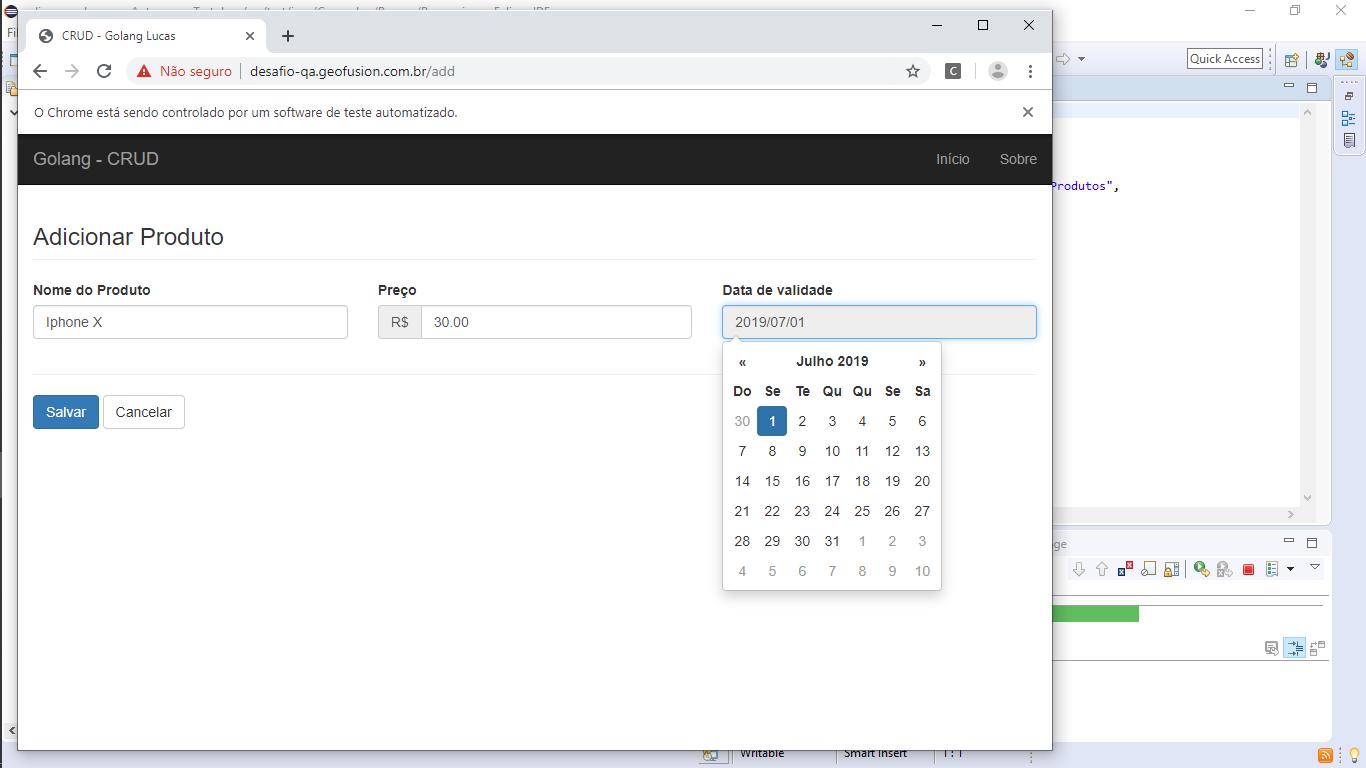 CRUD - Golang Lucas
Não seguro desafio-qa.geofusion.com.br/add
C
O Chrome está sendo controlado por um software de teste automatizado.
Golang - CRUD Início Sobre
Adicionar Produto
Nome do Produto Preço Data de validade
Iphone X R$ 30.00 2019/07/01
« Julho 2019 »
Do Se Te Qu Qu Se Sa
30 1 2 3 4 5 6
7 8 9 10 11 12 13
14 15 16 17 18 19 20
21 22 23 24 25 26 27
28 29 30 31 1 2 3
4 5 6 7 8 9 10
Salvar Cancelar
Quick Access
Produtos",
Writable Smart Insert 1 : 1